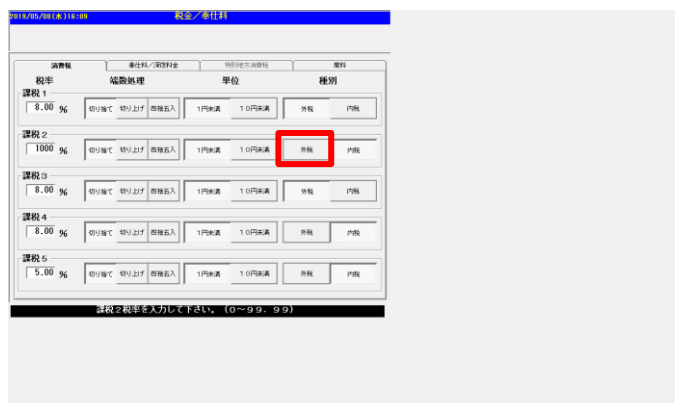 2019/05/08(水)16:09 税金/奉仕料
消費税 奉仕料/深夜料金 特別地方消費税 席料
税率 端数処理 単位 種別
課税1
8.00 % 切り捨て 切り上げ 四捨五入 1円未満 10円未満 外税 内税
課税2
1000 % 切り捨て 切り上げ 四捨五入 1円未満 10円未満 外税 内税
課税3
8.00 % 切り捨て 切り上げ 四捨五入 1円未満 10円未満 外税 内税
課税4
8.00 % 切り捨て 切り上げ 四捨五入 1円未満 10円未満 外税 内税
課税5
5.00 % 切り捨て 切り上げ 四捨五入 1円未満 10円未満 外税 内税
課税2税率を入力して下さい。(0~99.99)